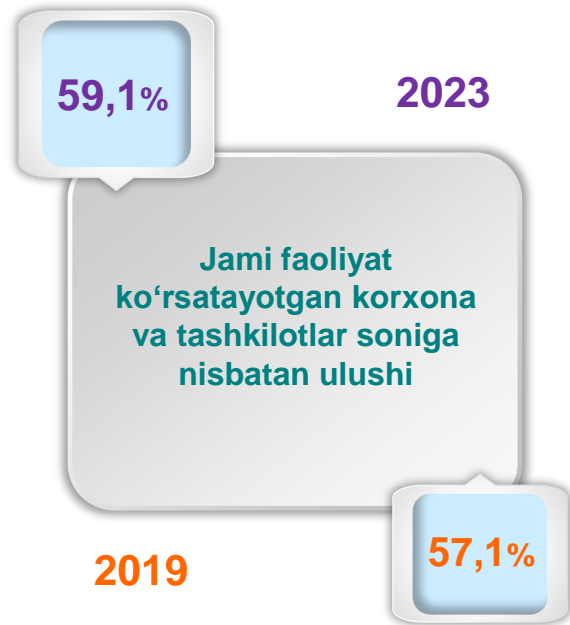 59,1%
2023
Jami faoliyat
ko‘rsatayotgan korxona
va tashkilotlar soniga
nisbatan ulushi
2019
57,1%